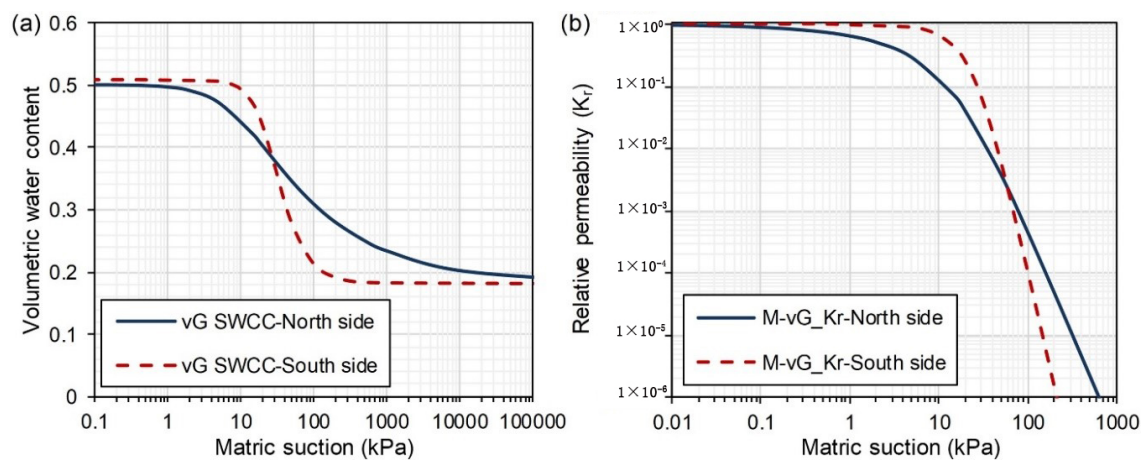 (a)
0.6
0.5
0.4
0.3
0.2
0.1
0
Volumetric water content
vG SWCC-North side
vG SWCC-South side
0.1 1 10 100 1000 10000 100000
Matric suction (kPa)
(b)
1×10⁰
1×10⁻¹
1×10⁻²
1×10⁻³
1×10⁻⁴
1×10⁻⁵
1×10⁻⁶
Relative permeability (Kᵣ)
M-vG_Kr-North side
M-vG_Kr-South side
0.01 0.1 1 10 100 1000
Matric suction (kPa)